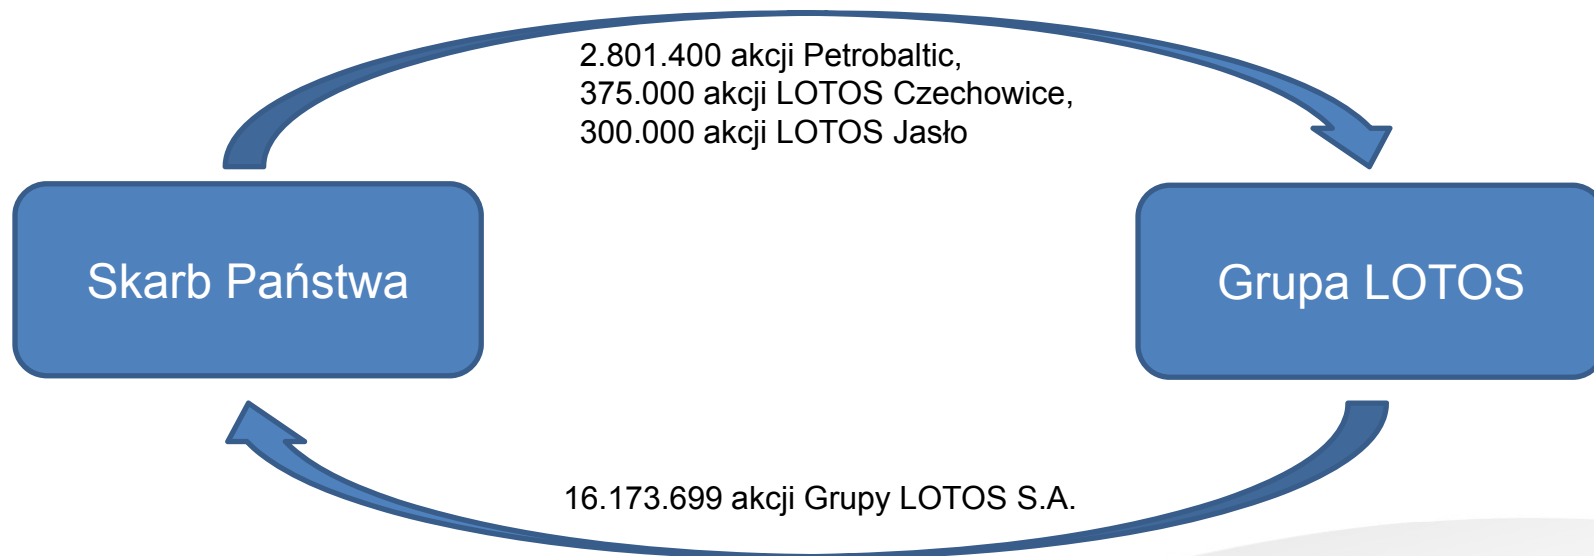 2.801.400 akcji Petrobaltic,
375.000 akcji LOTOS Czechowice,
300.000 akcji LOTOS Jasło
Skarb Państwa
Grupa LOTOS
16.173.699 akcji Grupy LOTOS S.A.